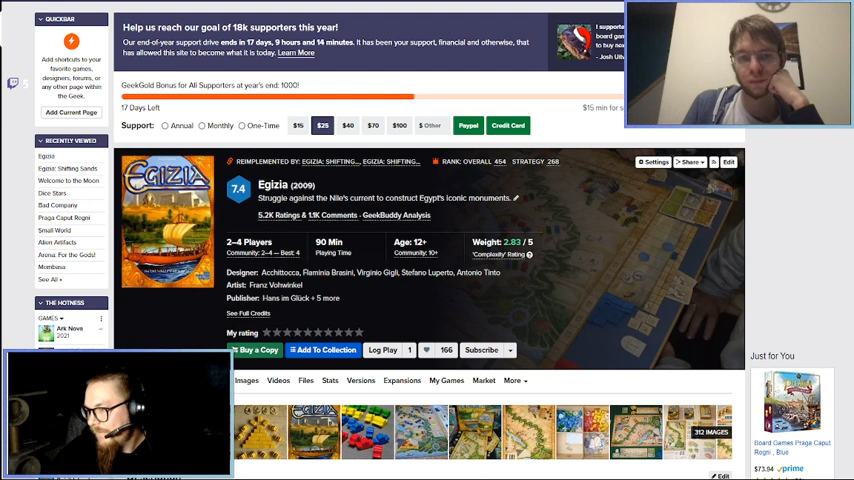 QUICKBAR
Add shortcuts to your
favorite games,
designers, forums, or
any other page within
the Geek.
Add Current Page
RECENTLY VIEWED
Egizia
Egizia: Shifting Sands
Welcome to the Moon
Dice Stars
Bad Company
Praga Caput Regni
Small World
Alien Artifacts
Arena: For the Gods!
Mombasa
See All
THE HOTNESS
GAMES
Ark Nova
2021
Help us reach our goal of 18k supporters this year!
Our end-of-year support drive ends in 17 days, 9 hours and 14 minutes. It has been your support, financial and otherwise, that
has allowed this site to become what it is today. Learn More
I supporte
board gam
to buy nex
- Josh
GeekGold Bonus for All Supporters at year's end: 1000!
17 Days Left
$15 min for
Support: Annual Monthly One-Time $15 $25 $40 $70 $100 $ Other Paypal Credit Card
EGIZIA
REIMPLEMENTED BY: EGIZIA: SHIFTING... , EGIZIA: SHIFTING... RANK: OVERALL 454 STRATEGY 268
Settings Share Edit
7.4
Egizia (2009)
Struggle against the Nile's current to construct Egypt's iconic monuments.
5.2K Ratings & 1.1K Comments · GeekBuddy Analysis
2–4 Players 90 Min Age: 12+ Weight: 2.83 / 5
Community: 2–4 — Best: 4 Playing Time Community: 10+ 'Complexity' Rating
Designer: Acchittocca, Flaminia Brasini, Virginio Gigli, Stefano Luperto, Antonio Tinto
Artist: Franz Vohwinkel
Publisher: Hans im Glück + 5 more
See Full Credits
My rating
Buy a Copy Add To Collection Log Play 1 166 Subscribe
Images Videos Files Stats Versions Expansions My Games Market More
312 IMAGES
Edit
Just for You
Board Games Praga Caput
Rogni , Blue
$73.94 prime